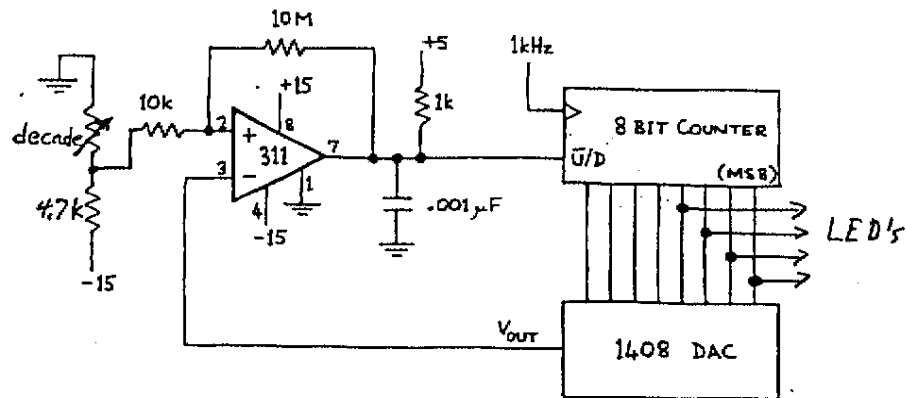 10M
+5
1kHz
+15
1k
10k
decade
2
+
8
311
7
8 BIT COUNTER
3
−
1
U̅/D
(MSB)
4.7k
4
-15
.001µF
LED's
-15
V_OUT
1408 DAC